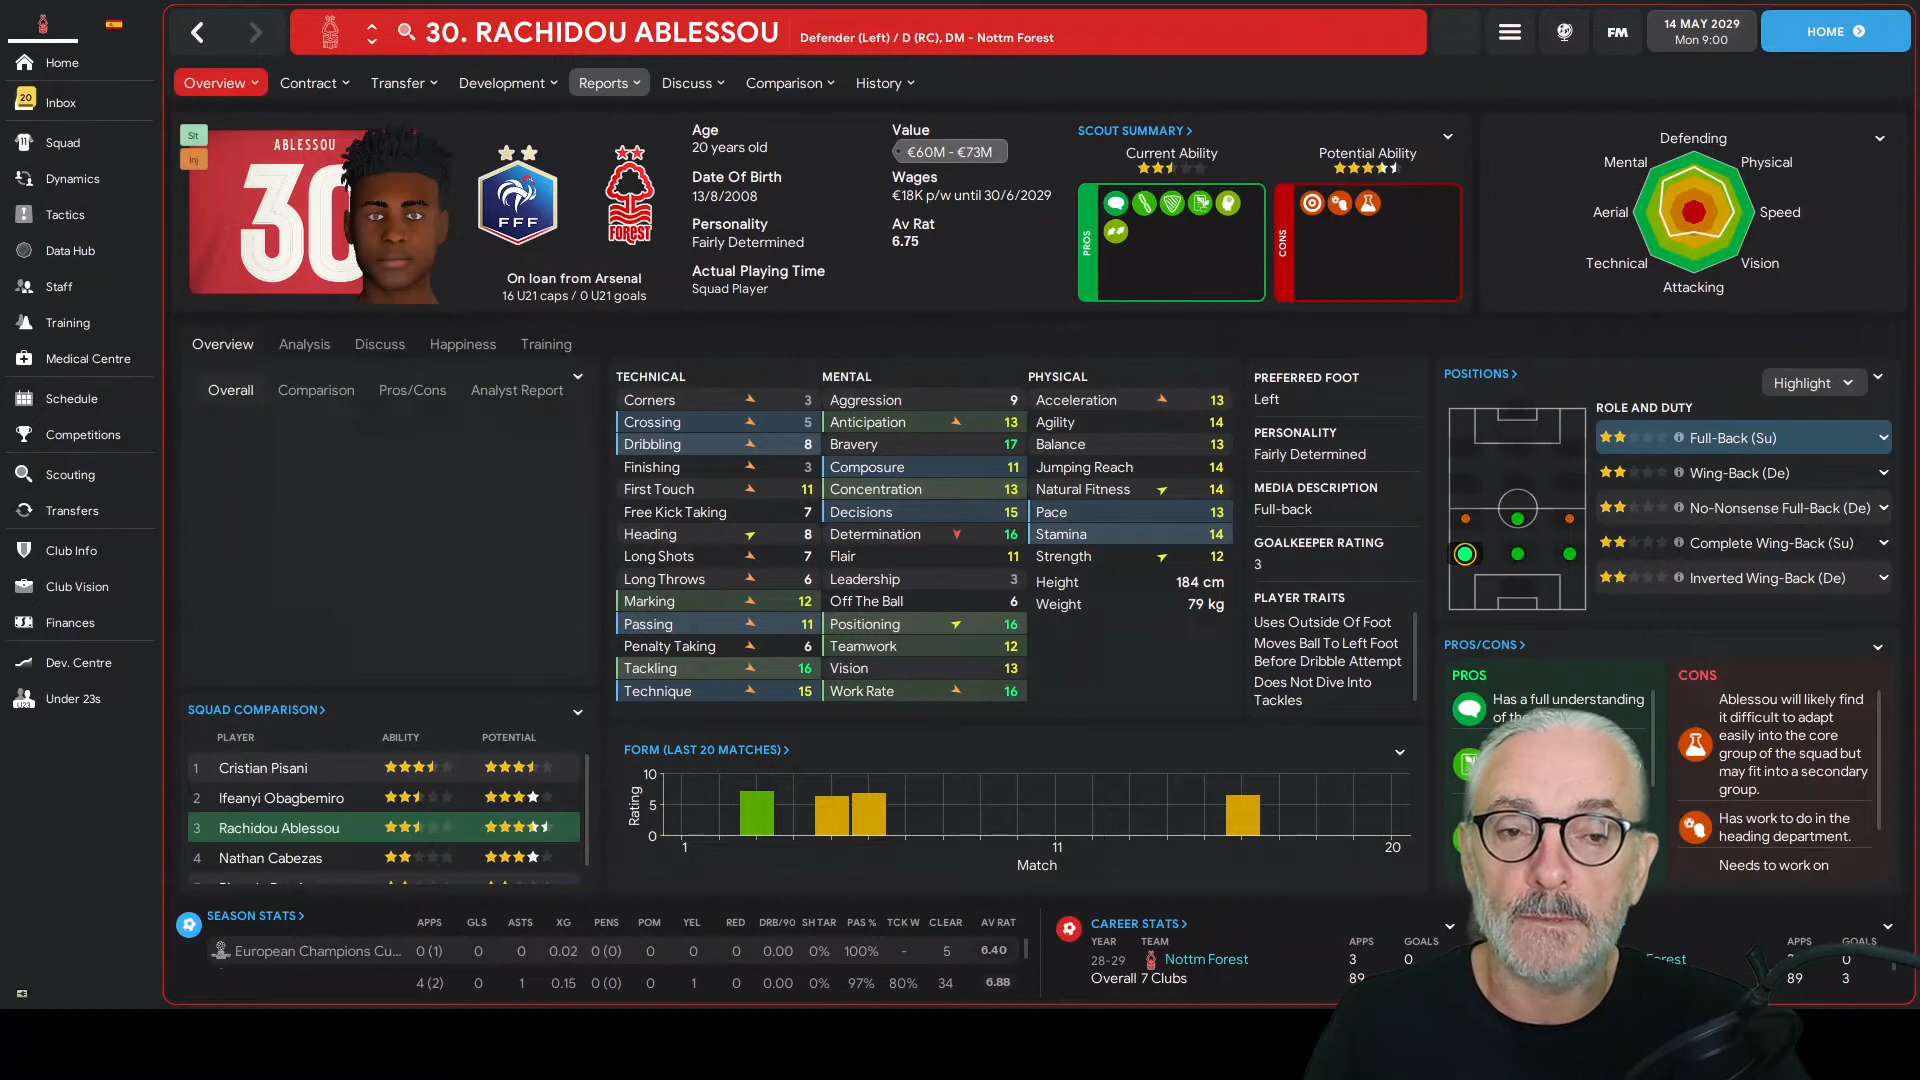 30. RACHIDOU ABLESSOU
Defender (Left) / D (RC), DM - Nottm Forest
FM
14 MAY 2029
Mon 9:00
HOME
Home
20
Inbox
Squad
Dynamics
Tactics
Data Hub
Staff
Training
Medical Centre
Schedule
Competitions
Scouting
Transfers
Club Info
Club Vision
Finances
Dev. Centre
U23
Under 23s
Overview
Contract
Transfer
Development
Reports
Discuss
Comparison
History
Slt
Inj
ABLESSOU
30
FFF
FOREST
On loan from Arsenal
16 U21 caps / 0 U21 goals
Age
20 years old
Date Of Birth
13/8/2008
Personality
Fairly Determined
Actual Playing Time
Squad Player
Value
€60M - €73M
Wages
€18K p/w until 30/6/2029
Av Rat
6.75
SCOUT SUMMARY >
Current Ability
Potential Ability
PROS
CONS
Defending
Mental
Physical
Aerial
Speed
Technical
Vision
Attacking
Overview
Analysis
Discuss
Happiness
Training
Overall
Comparison
Pros/Cons
Analyst Report
SQUAD COMPARISON >
PLAYER ABILITY POTENTIAL
1 Cristian Pisani
2 Ifeanyi Obagbemiro
3 Rachidou Ablessou
4 Nathan Cabezas
TECHNICAL
Corners 3
Crossing 5
Dribbling 8
Finishing 3
First Touch 11
Free Kick Taking 7
Heading 8
Long Shots 7
Long Throws 6
Marking 12
Passing 11
Penalty Taking 6
Tackling 16
Technique 15
MENTAL
Aggression 9
Anticipation 13
Bravery 17
Composure 11
Concentration 13
Decisions 15
Determination 16
Flair 11
Leadership 3
Off The Ball 6
Positioning 16
Teamwork 12
Vision 13
Work Rate 16
PHYSICAL
Acceleration 13
Agility 14
Balance 13
Jumping Reach 14
Natural Fitness 14
Pace 13
Stamina 14
Strength 12
Height 184 cm
Weight 79 kg
PREFERRED FOOT
Left
PERSONALITY
Fairly Determined
MEDIA DESCRIPTION
Full-back
GOALKEEPER RATING
3
PLAYER TRAITS
Uses Outside Of Foot
Moves Ball To Left Foot
Before Dribble Attempt
Does Not Dive Into
Tackles
POSITIONS >
Highlight
ROLE AND DUTY
Full-Back (Su)
Wing-Back (De)
No-Nonsense Full-Back (De)
Complete Wing-Back (Su)
Inverted Wing-Back (De)
PROS/CONS >
PROS
Has a full understanding
of the
CONS
Ablessou will likely find
it difficult to adapt
easily into the core
group of the squad but
may fit into a secondary
group.
Has work to do in the
heading department.
Needs to work on
FORM (LAST 20 MATCHES) >
Rating
10
5
0
1 11 20
Match
SEASON STATS >
APPS GLS ASTS XG PENS POM YEL RED DRB/90 SH TAR PAS % TCK W CLEAR AV RAT
European Champions Cu... 0 (1) 0 0 0.02 0 (0) 0 0 0 0.00 0% 100% - 5 6.40
4 (2) 0 1 0.15 0 (0) 0 1 0 0.00 0% 97% 80% 34 6.88
CAREER STATS >
YEAR TEAM APPS GOALS
28-29 Nottm Forest 3 0
Overall 7 Clubs 89
APPS GOALS
orest 0
89 3